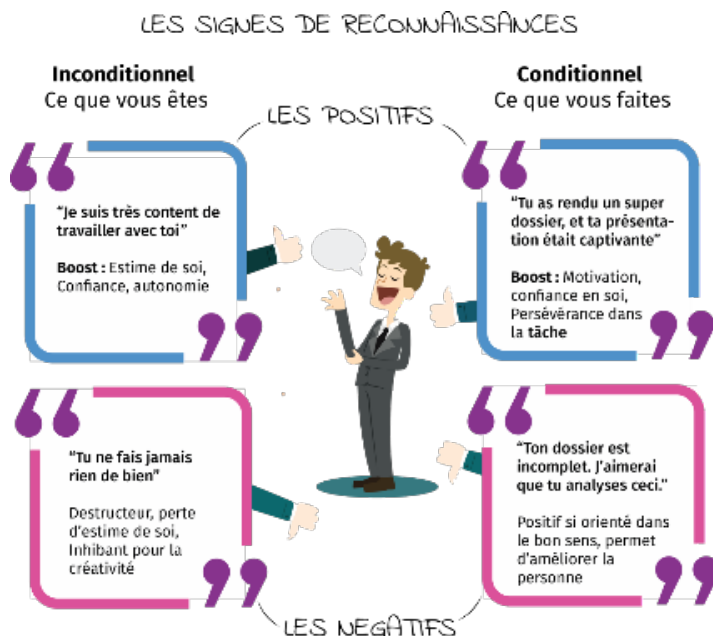 LES SIGNES DE RECONNAISSANCES
Inconditionnel
Ce que vous êtes
Conditionnel
Ce que vous faites
LES POSITIFS
“Je suis très content de
travailler avec toi”
Boost : Estime de soi,
Confiance, autonomie
“Tu as rendu un super
dossier, et ta présenta-
tion était captivante”
Boost : Motivation,
confiance en soi,
Persévérance dans
la tâche
“Tu ne fais jamais
rien de bien”
Destructeur, perte
d'estime de soi,
Inhibant pour la
créativité
“Ton dossier est
incomplet. J'aimerai
que tu analyses ceci.”
Positif si orienté dans
le bon sens, permet
d'améliorer la
personne
LES NEGATIFS